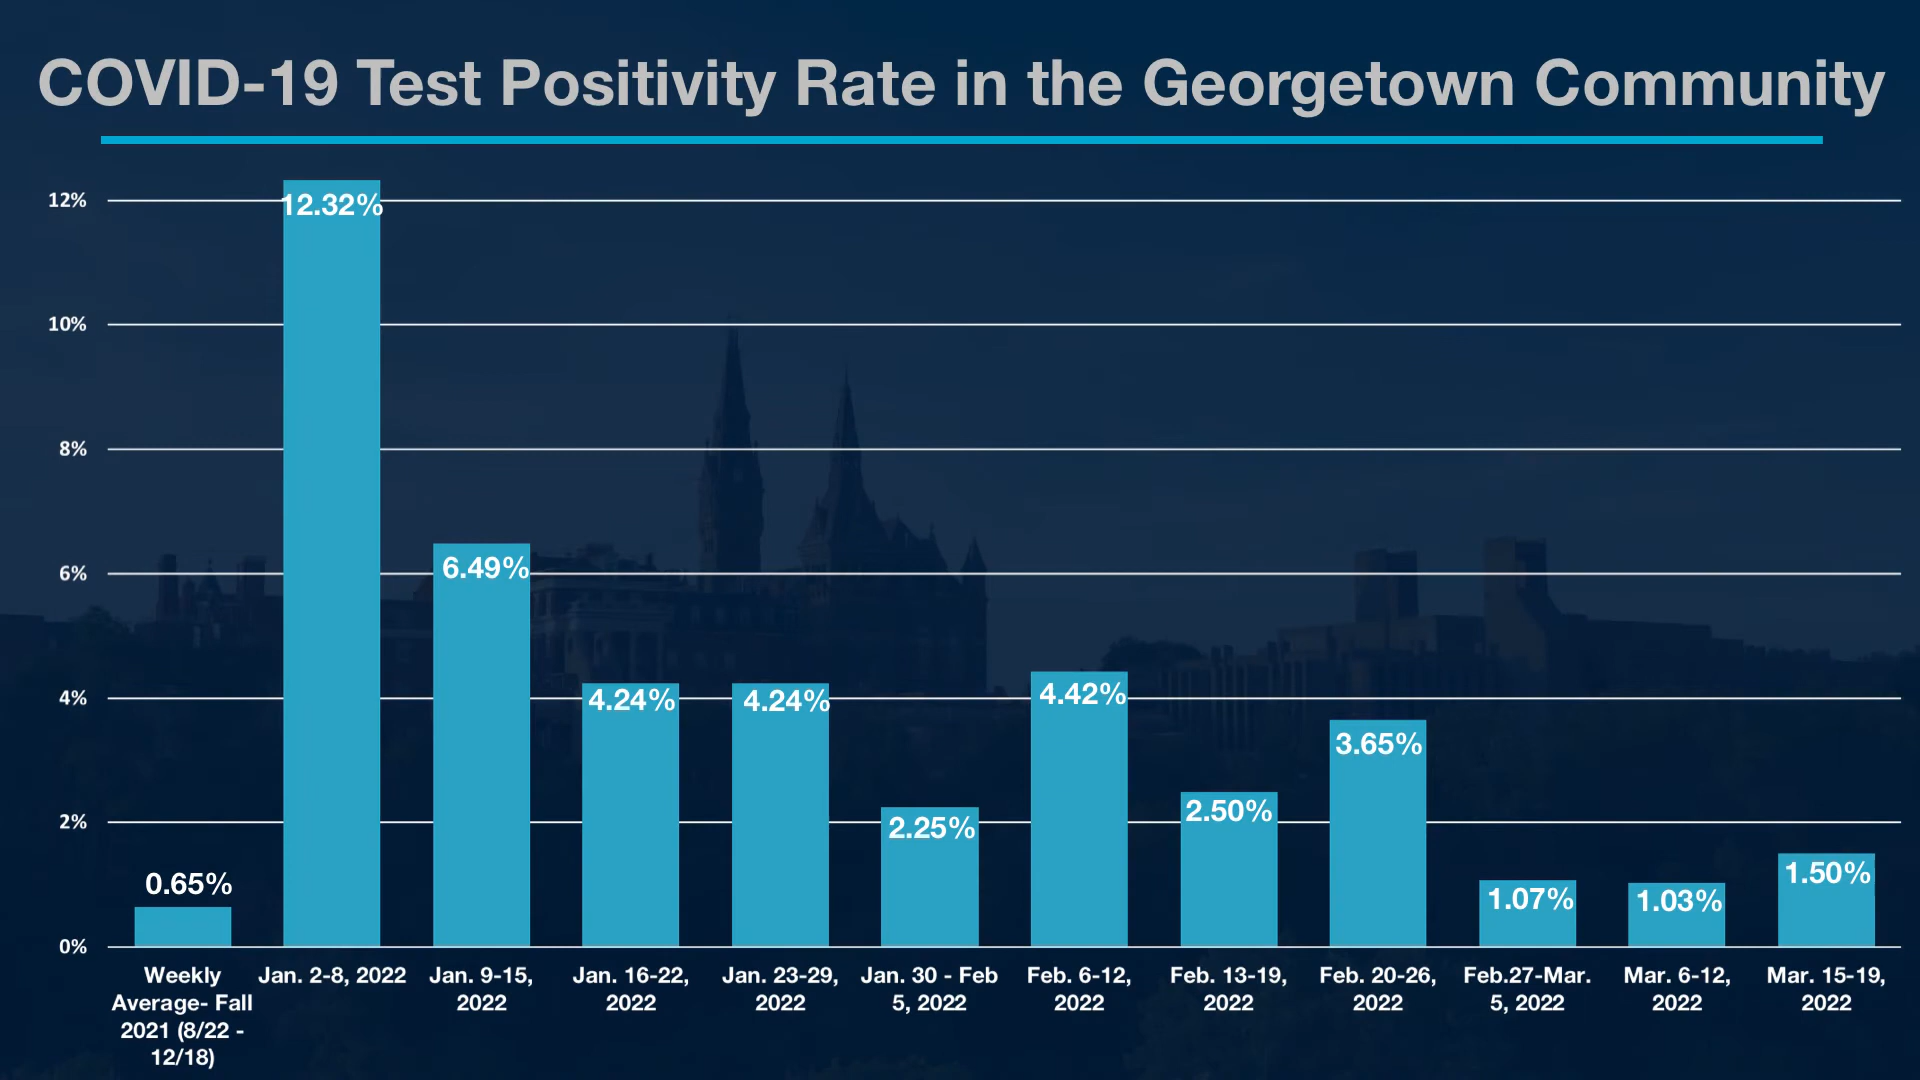 COVID-19 Test Positivity Rate in the Georgetown Community
12%
10%
8%
6%
4%
2%
0%
0.65%
12.32%
6.49%
4.24%
4.24%
2.25%
4.42%
2.50%
3.65%
1.07%
1.03%
1.50%
Weekly
Average- Fall
2021 (8/22 -
12/18)
Jan. 2-8, 2022
Jan. 9-15,
2022
Jan. 16-22,
2022
Jan. 23-29,
2022
Jan. 30 - Feb
5, 2022
Feb. 6-12,
2022
Feb. 13-19,
2022
Feb. 20-26,
2022
Feb.27-Mar.
5, 2022
Mar. 6-12,
2022
Mar. 15-19,
2022